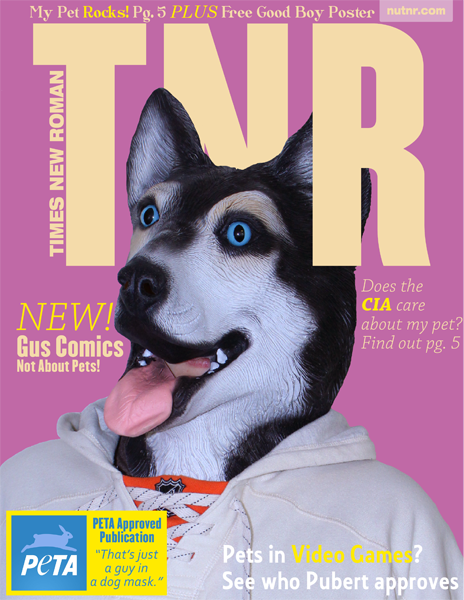 My Pet Rocks! Pg. 5 PLUS Free Good Boy Poster
nutnr.com
TNR
TIMES NEW ROMAN
Does the
CIA care
about my pet?
Find out pg. 5
NEW!
Gus Comics
Not About Pets!
PETA Approved
Publication
"That's just
a guy in
a dog mask."
PeTA
Pets in Video Games?
See who Pubert approves